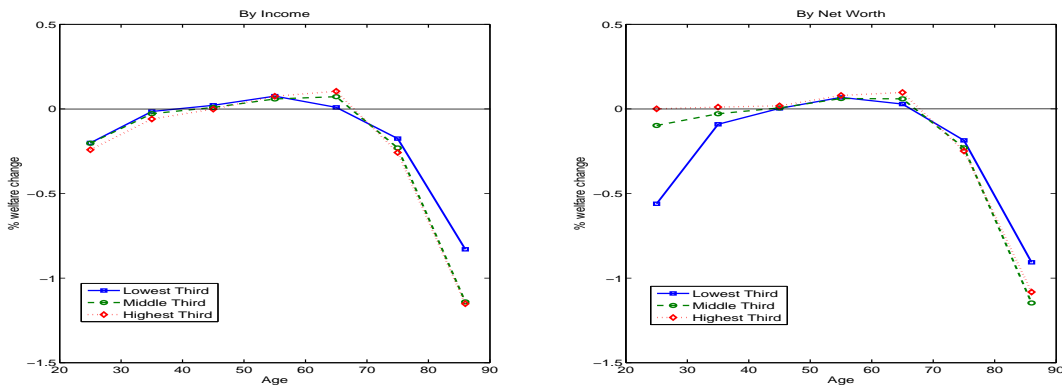 By Income
0.5
0
−0.5
−1
−1.5
% welfare change
Lowest Third
Middle Third
Highest Third
20 30 40 50 60 70 80 90
Age
By Net Worth
0.5
0
−0.5
−1
−1.5
% welfare change
Lowest Third
Middle Third
Highest Third
20 30 40 50 60 70 80 90
Age